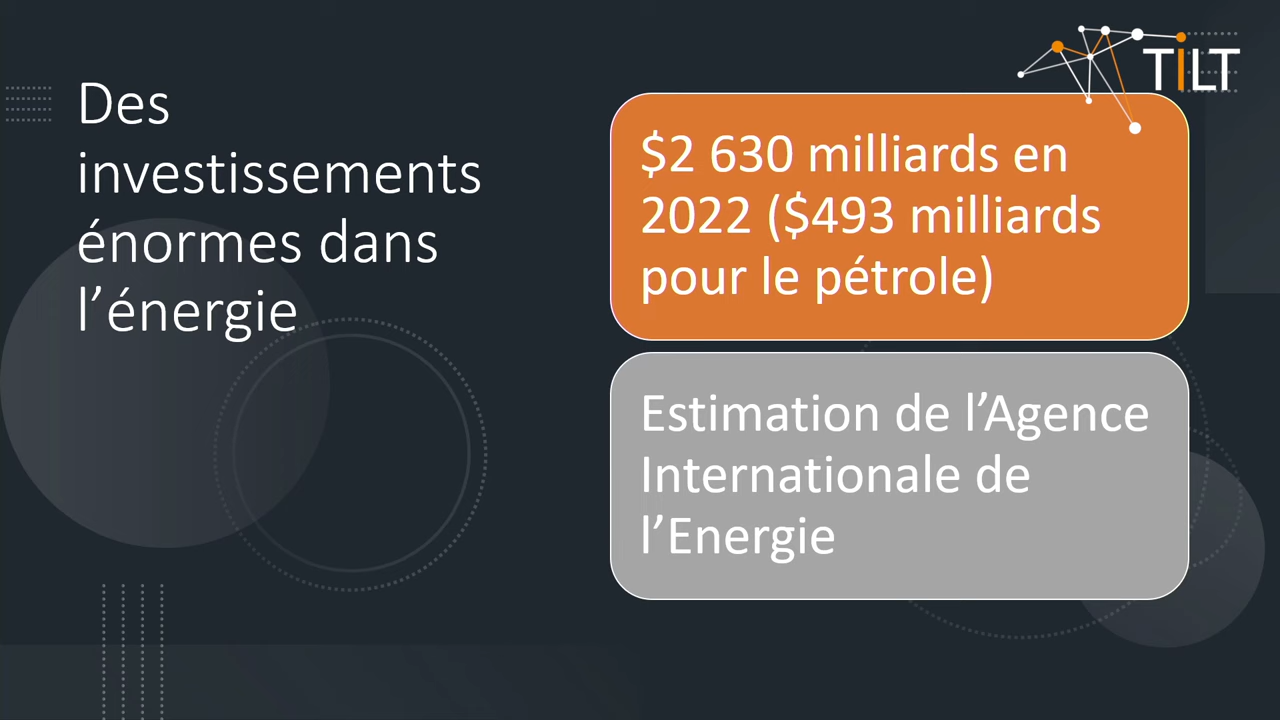 Des
investissements
énormes dans
l’énergie
TiLT
$2 630 milliards en
2022 ($493 milliards
pour le pétrole)
Estimation de l’Agence
Internationale de
l’Energie